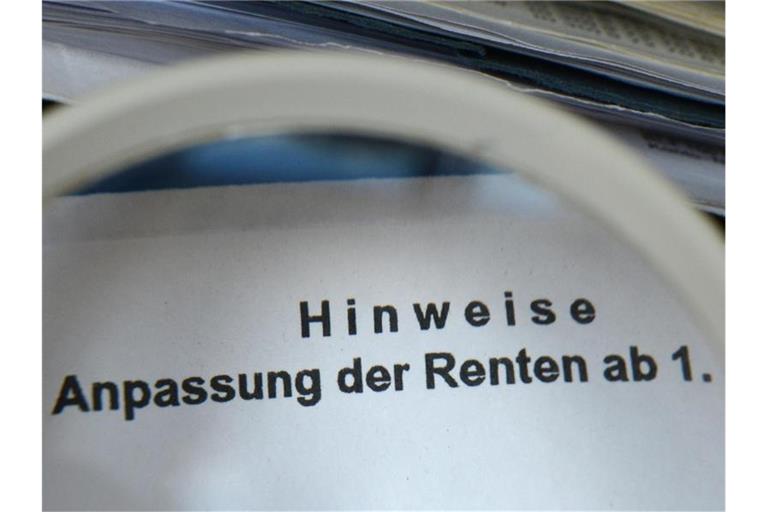 Hinweise
Anpassung der Renten ab 1.